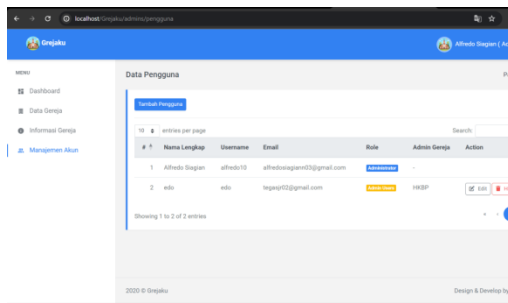 localhost/Grejaku/admins/pengguna
Grejaku
Alfredo Siagian ( Ad
MENU
Dashboard
Data Gereja
Informasi Gereja
Manajemen Akun
Data Pengguna
Tambah Pengguna
10 entries per page
Search:
# Nama Lengkap Username Email Role Admin Gereja Action
1 Alfredo Siagian alfredo10 alfredosiagiann03@gmail.com Administrator -
2 edo edo tegasjr02@gmail.com HKBP Edit
Showing 1 to 2 of 2 entries
2020 © Grejaku
Design & Develop by